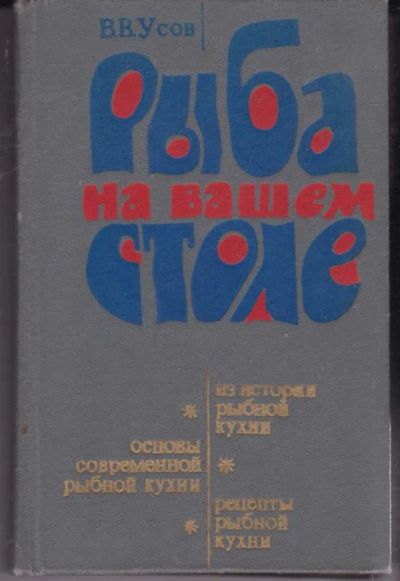 В.В.Усов
Рыба
на вашем
столе
из истории
рыбной
кухни
основы
современной
рыбной кухни
рецепты
рыбной
кухни